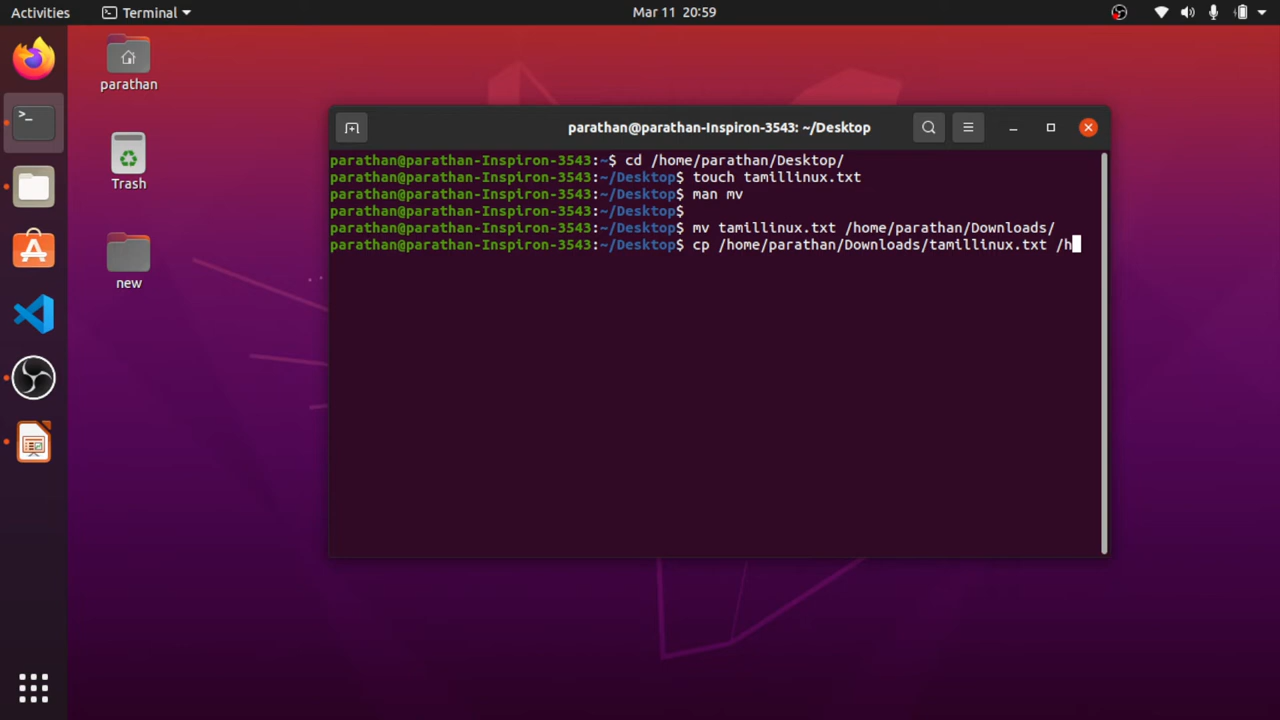 Activities
Terminal
Mar 11 20:59
parathan
Trash
new
parathan@parathan-Inspiron-3543: ~/Desktop
parathan@parathan-Inspiron-3543:~$ cd /home/parathan/Desktop/
parathan@parathan-Inspiron-3543:~/Desktop$ touch tamillinux.txt
parathan@parathan-Inspiron-3543:~/Desktop$ man mv
parathan@parathan-Inspiron-3543:~/Desktop$
parathan@parathan-Inspiron-3543:~/Desktop$ mv tamillinux.txt /home/parathan/Downloads/
parathan@parathan-Inspiron-3543:~/Desktop$ cp /home/parathan/Downloads/tamillinux.txt /h